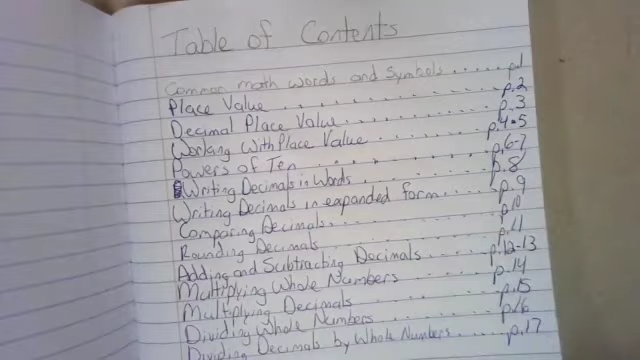 Table of Contents
Common math words and symbols..... p1
Place Value ............ p.2
Decimal Place Value.......... p.3
Working With Place Value ........ p.4-5
Powers of Ten .......... p.6-7
Writing Decimals in Words ........ p.8
Writing Decimals in expanded form..... p.9
Comparing Decimals......... p.10
Rounding Decimals ......... p.11
Adding and Subtracting Decimals..... p.12-13
Multiplying Whole Numbers ...... p.14
Multiplying Decimals ........ p.15
Dividing Whole Numbers ....... p.16
Dividing Decimals by Whole Numbers.... p.17